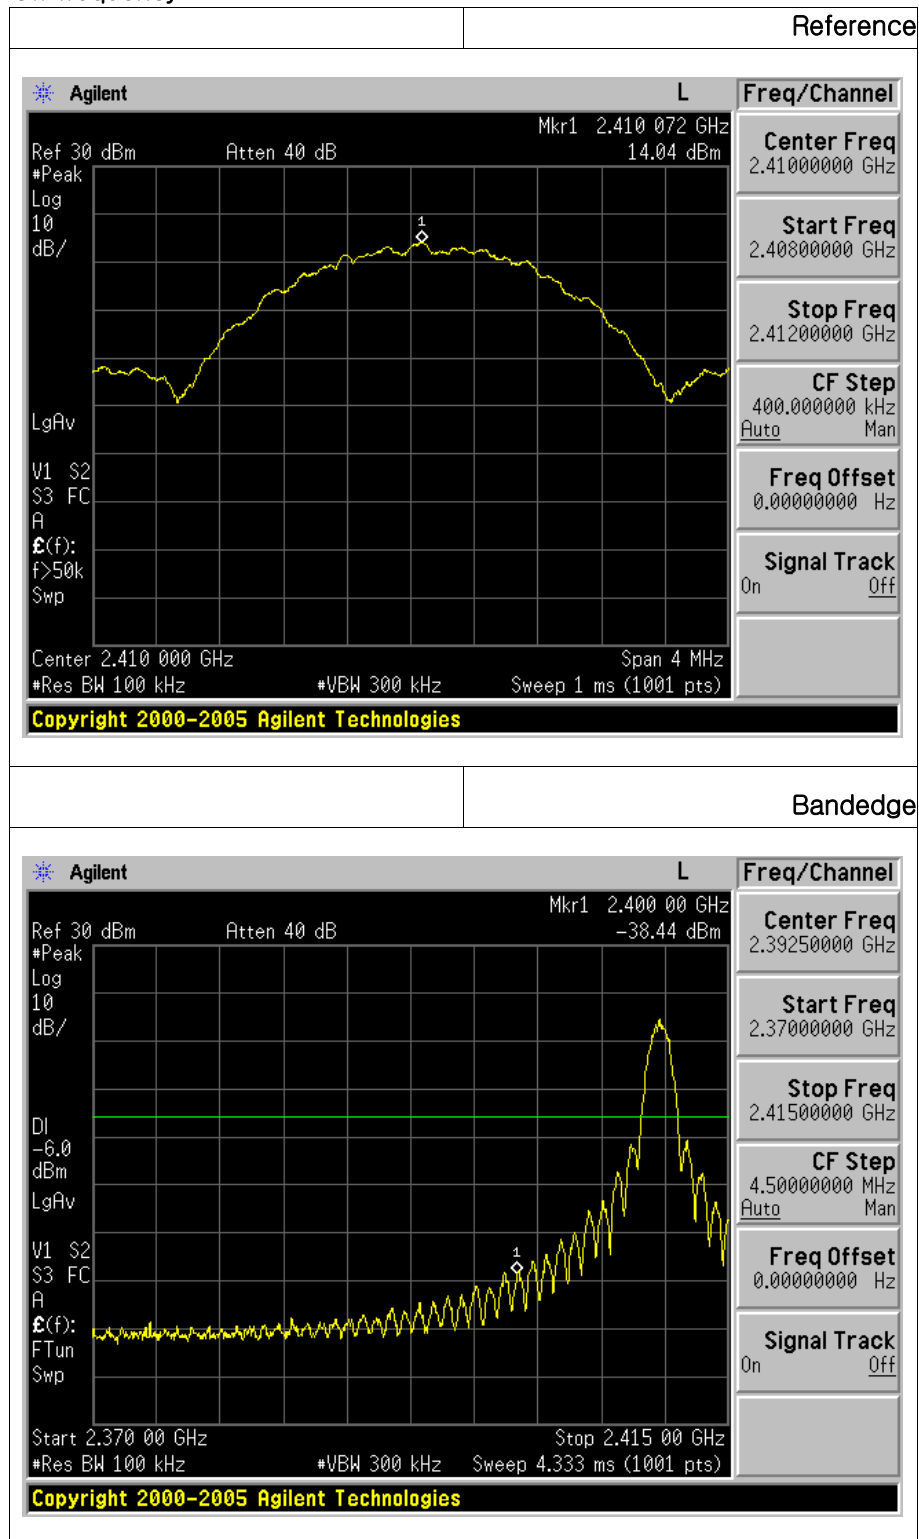 Reference
Agilent L Freq/Channel
Mkr1 2.410 072 GHz
Ref 30 dBm Atten 40 dB 14.04 dBm
#Peak
Log
10
dB/
1
LgAv
V1 S2
S3 FC
A
£(f):
f>50k
Swp
Center 2.410 000 GHz Span 4 MHz
#Res BW 100 kHz #VBW 300 kHz Sweep 1 ms (1001 pts)
Center Freq
2.41000000 GHz
Start Freq
2.40800000 GHz
Stop Freq
2.41200000 GHz
CF Step
400.000000 kHz
Auto Man
Freq Offset
0.00000000 Hz
Signal Track
On Off
Copyright 2000-2005 Agilent Technologies
Bandedge
Agilent L Freq/Channel
Mkr1 2.400 00 GHz
Ref 30 dBm Atten 40 dB -38.44 dBm
#Peak
Log
10
dB/
DI
-6.0
dBm
LgAv
1
V1 S2
S3 FC
A
£(f):
FTun
Swp
Start 2.370 00 GHz Stop 2.415 00 GHz
#Res BW 100 kHz #VBW 300 kHz Sweep 4.333 ms (1001 pts)
Center Freq
2.39250000 GHz
Start Freq
2.37000000 GHz
Stop Freq
2.41500000 GHz
CF Step
4.50000000 MHz
Auto Man
Freq Offset
0.00000000 Hz
Signal Track
On Off
Copyright 2000-2005 Agilent Technologies